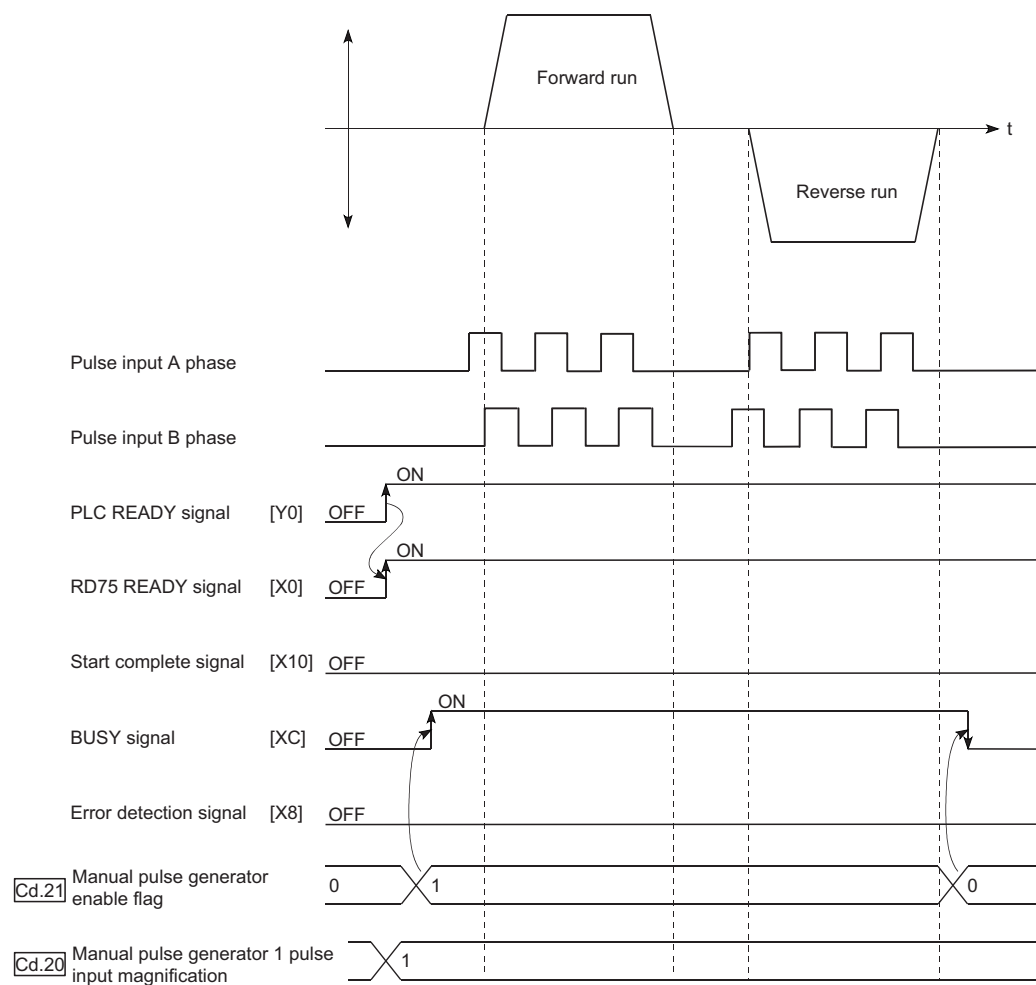 Forward run
t
Reverse run
Pulse input A phase
Pulse input B phase
ON
PLC READY signal [Y0] OFF
ON
RD75 READY signal [X0] OFF
Start complete signal [X10] OFF
ON
BUSY signal [XC] OFF
Error detection signal [X8] OFF
Cd.21 Manual pulse generator
enable flag
0 1 0
Cd.20 Manual pulse generator 1 pulse
input magnification
1